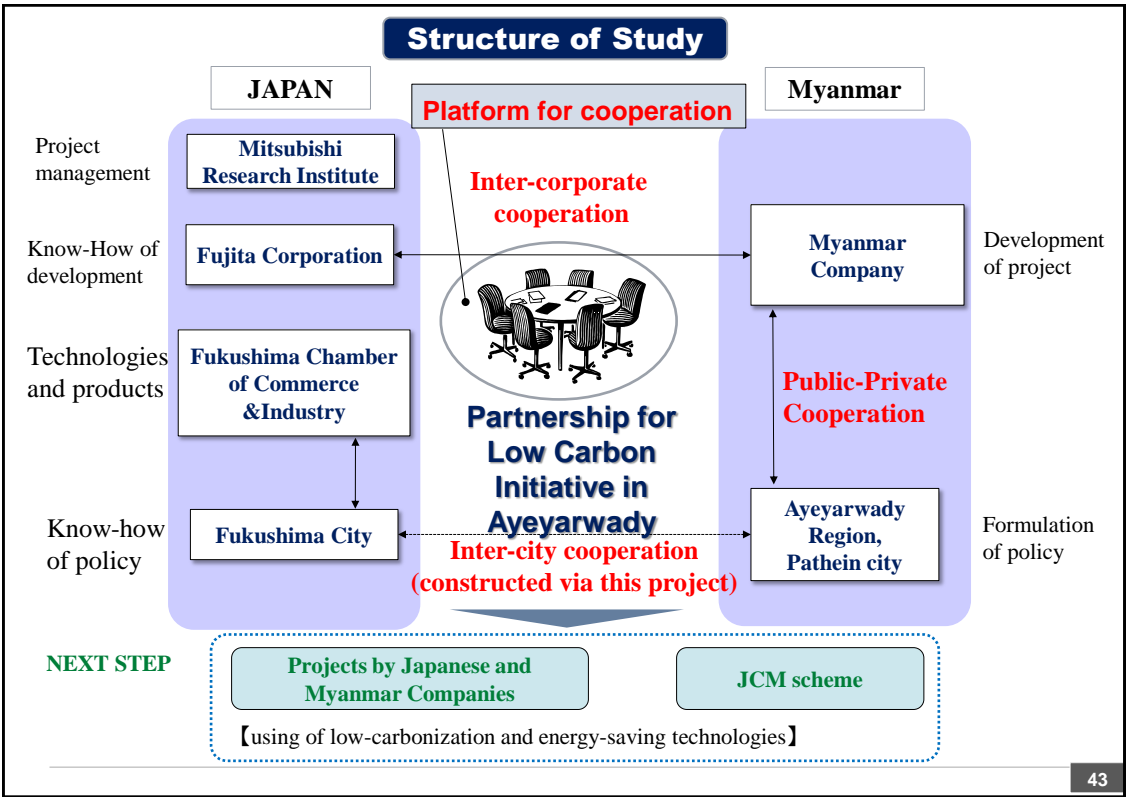 Structure of Study
JAPAN
Myanmar
Platform for cooperation
Project
management
Mitsubishi
Research Institute
Inter-corporate
cooperation
Know-How of
development
Fujita Corporation
Myanmar
Company
Development
of project
Technologies
and products
Fukushima Chamber
of Commerce
&Industry
Public-Private
Cooperation
Partnership for
Low Carbon
Initiative in
Ayeyarwady
Know-how
of policy
Fukushima City
Ayeyarwady
Region,
Pathein city
Formulation
of policy
Inter-city cooperation
(constructed via this project)
NEXT STEP
Projects by Japanese and
Myanmar Companies
JCM scheme
【using of low-carbonization and energy-saving technologies】
43